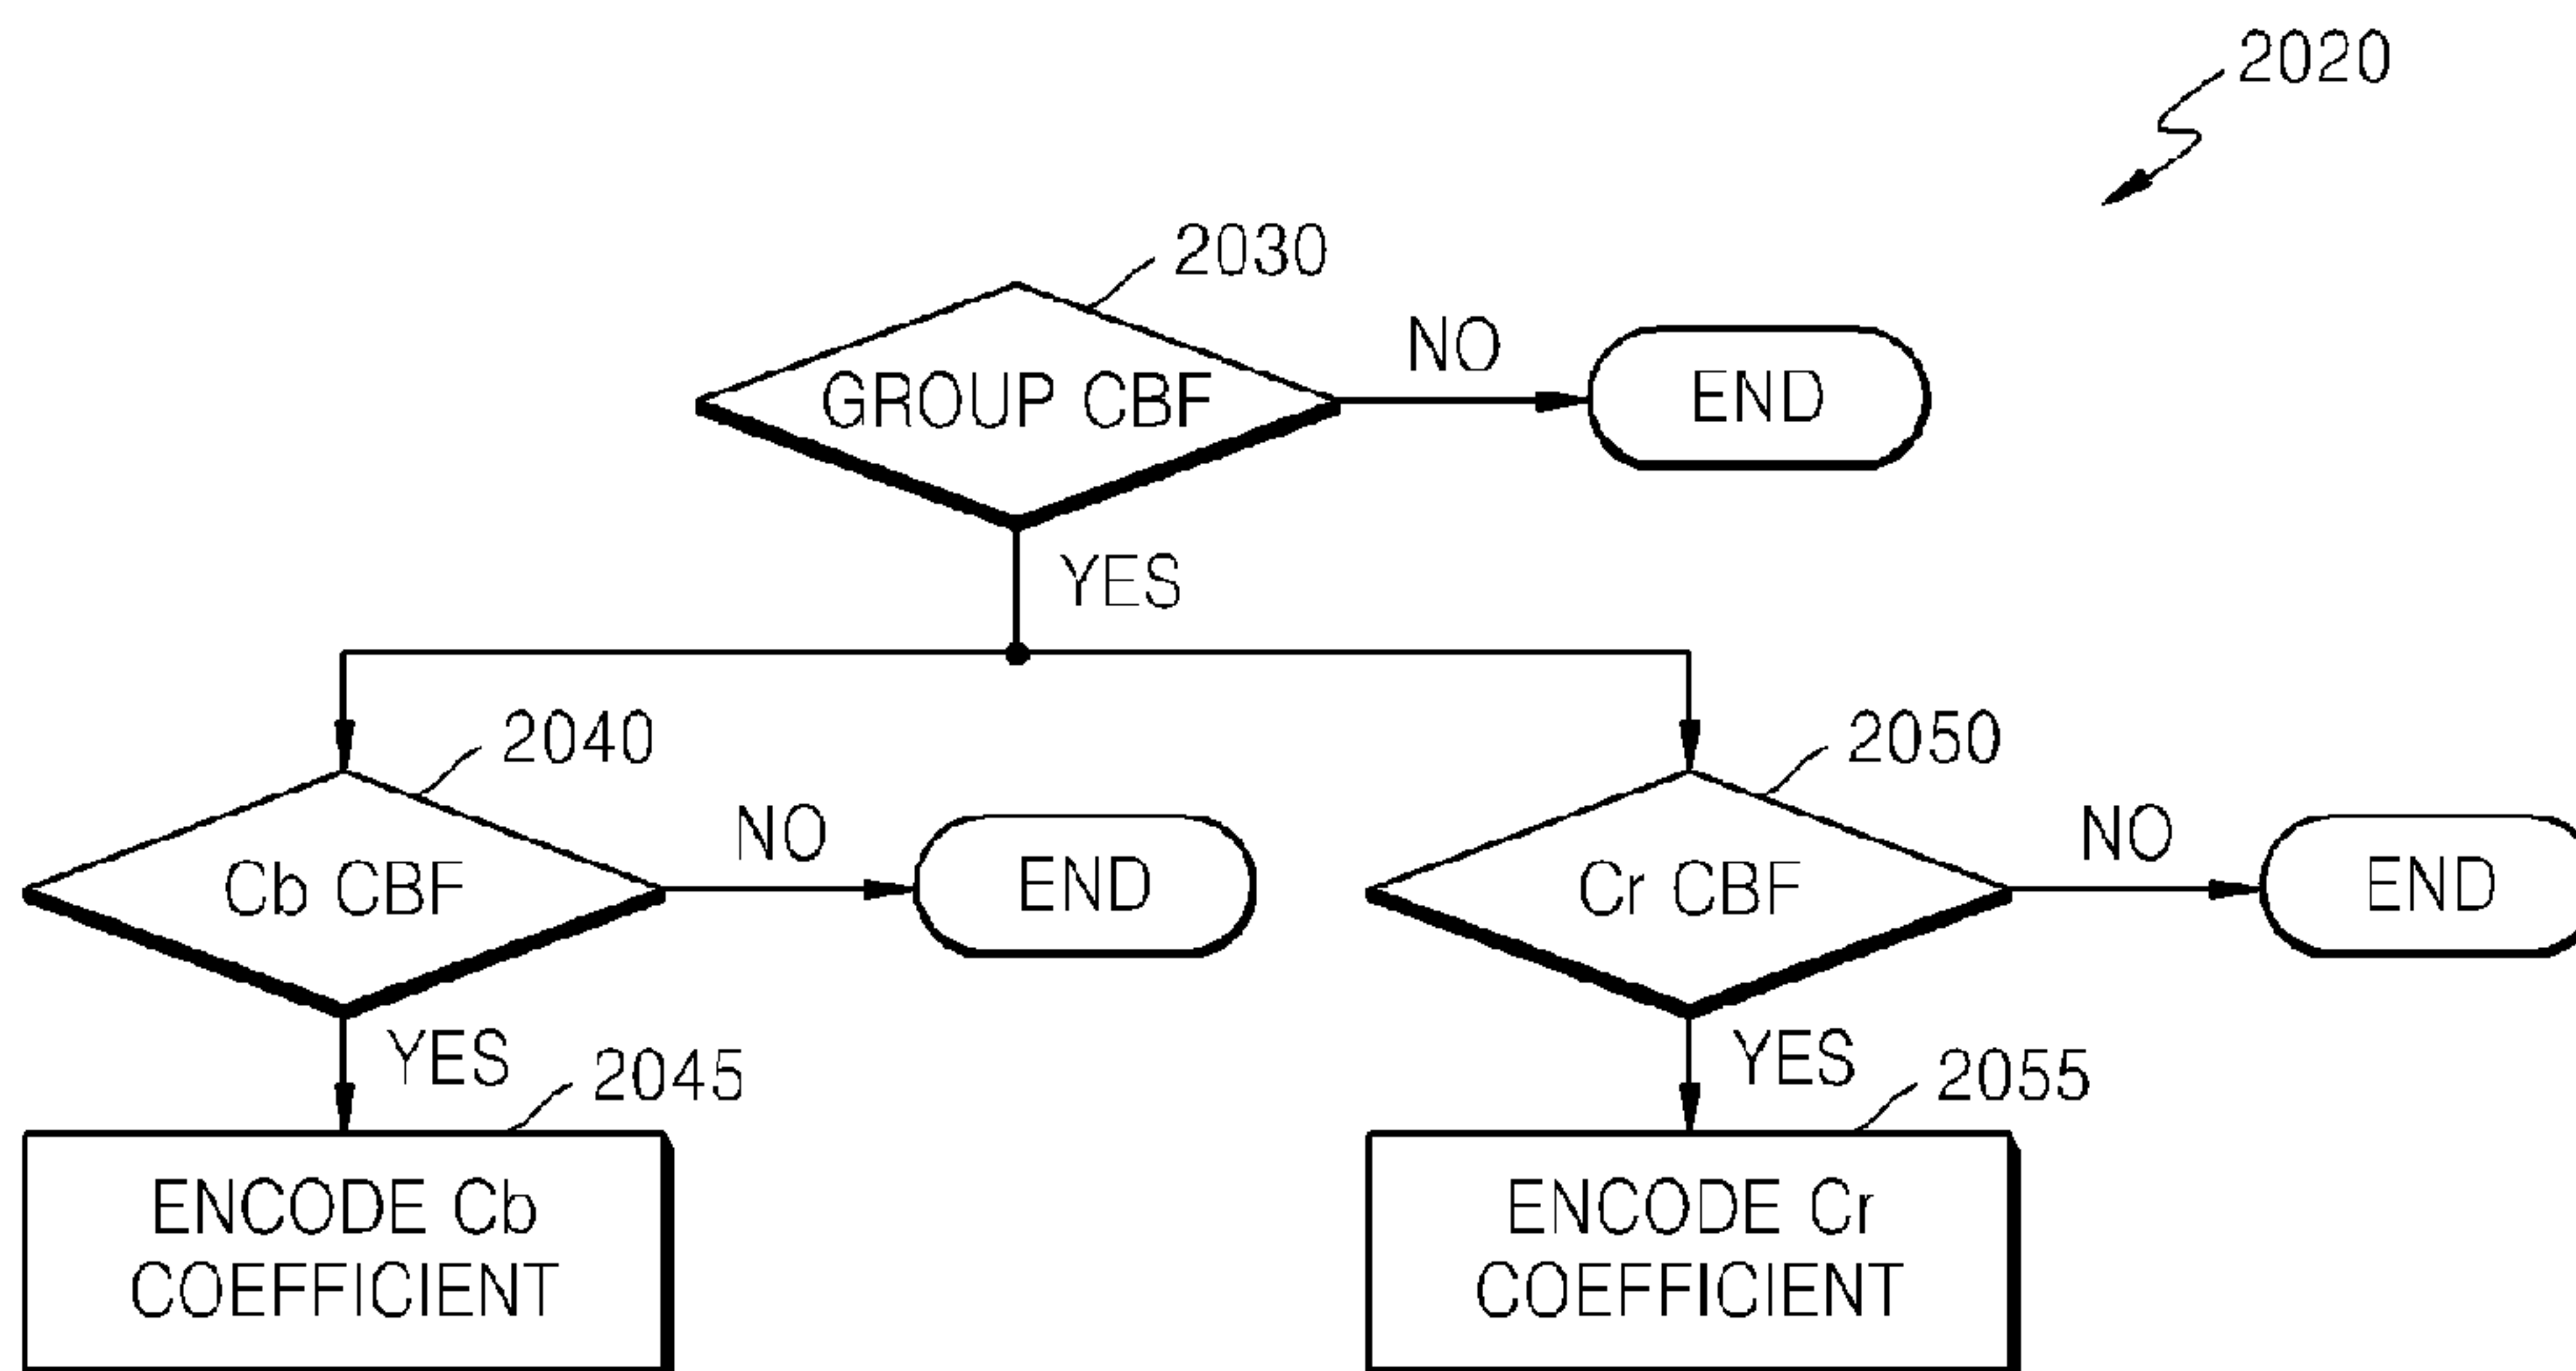 2020
2030
GROUP CBF
NO
END
YES
2040
Cb CBF
NO
END
2050
Cr CBF
NO
END
YES
2045
ENCODE Cb
COEFFICIENT
YES
2055
ENCODE Cr
COEFFICIENT